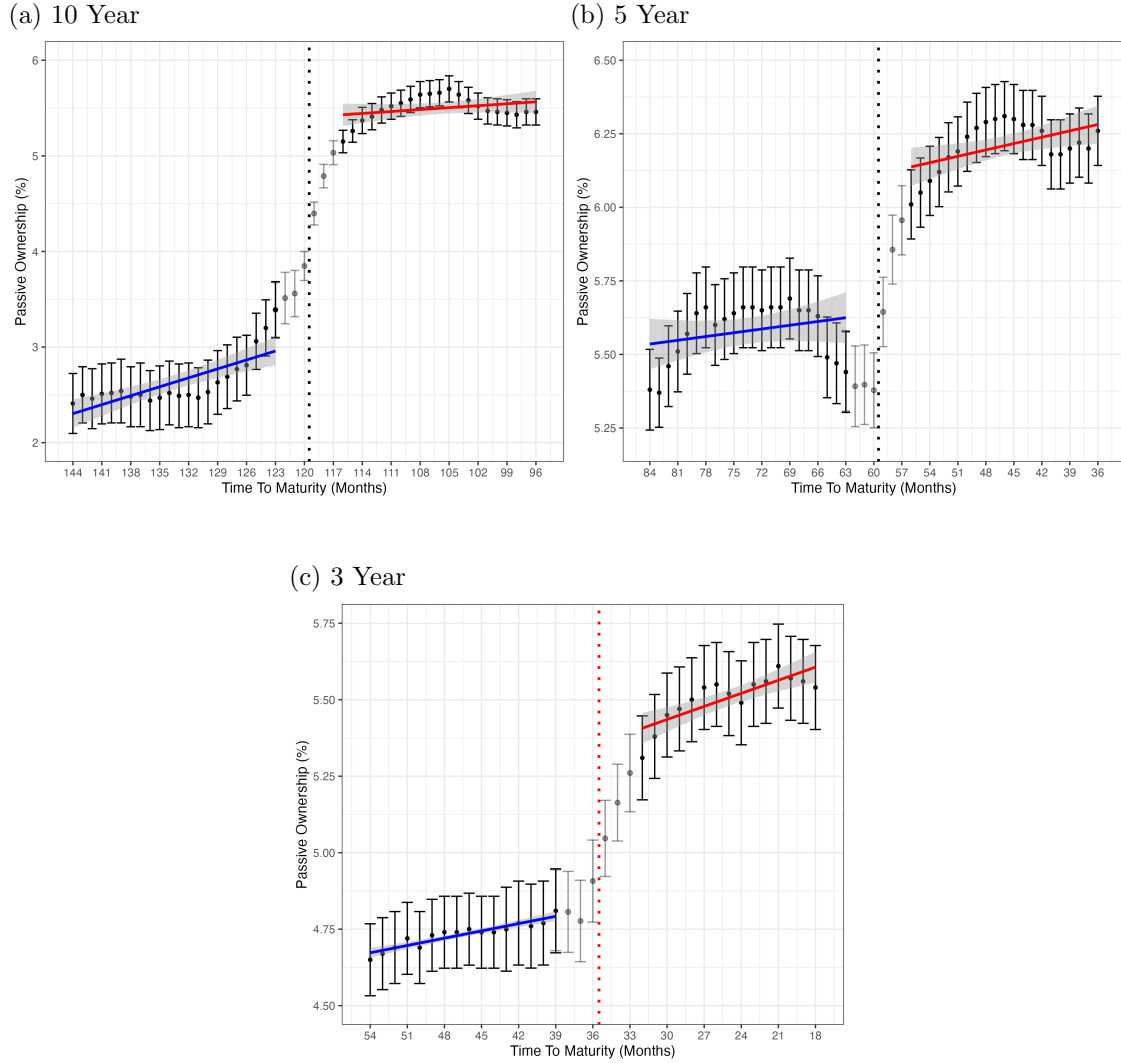 (a) 10 Year
Passive Ownership (%)
6
5
4
3
2
144 141 138 135 132 129 126 123 120 117 114 111 108 105 102 99 96
Time To Maturity (Months)
(b) 5 Year
Passive Ownership (%)
6.50
6.25
6.00
5.75
5.50
5.25
84 81 78 75 72 69 66 63 60 57 54 51 48 45 42 39 36
Time To Maturity (Months)
(c) 3 Year
Passive Ownership (%)
5.75
5.50
5.25
5.00
4.75
4.50
54 51 48 45 42 39 36 33 30 27 24 21 18
Time To Maturity (Months)